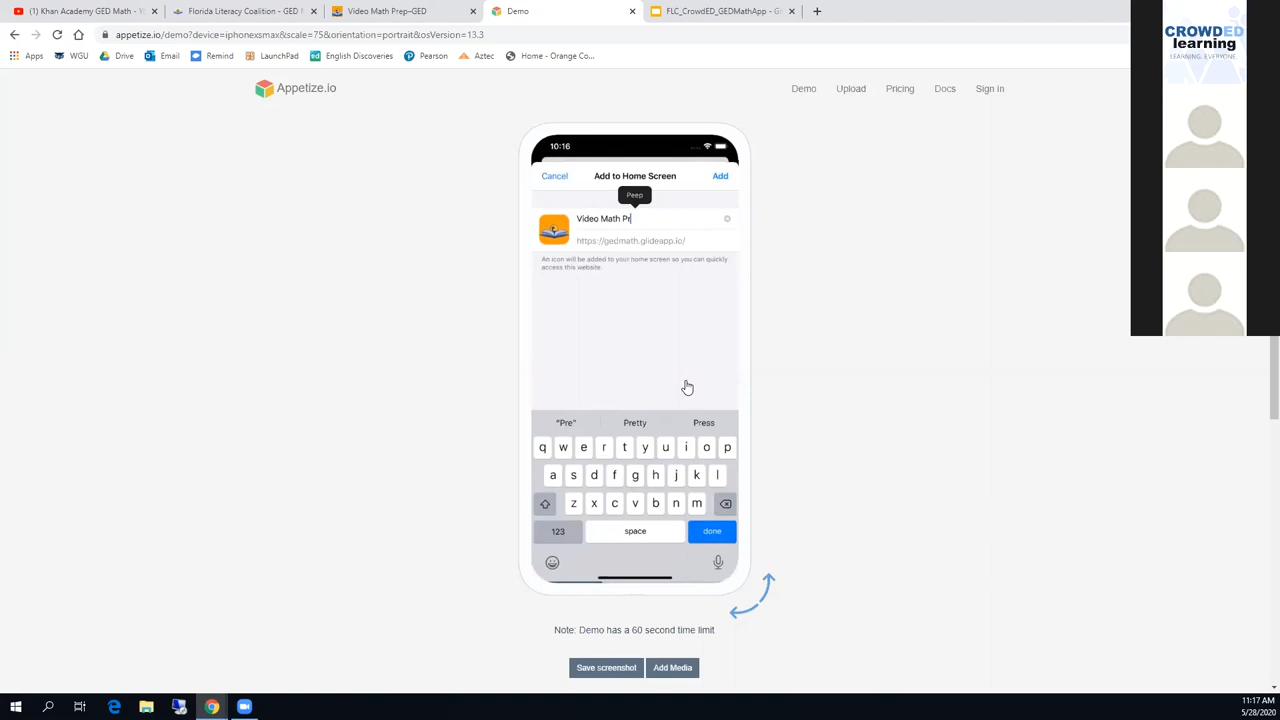 (1) Khan Academy GED Math - Y
Florida Literacy Coalition - GED M
Video Math Prep-GED
Demo
FLC_CrowdED_GEDMathApp - G
appetize.io/demo?device=iphonexsmax&scale=75&orientation=portrait&osVersion=13.3
Apps
WGU
Drive
Email
Remind
LaunchPad
English Discoveries
Pearson
Aztec
Home - Orange Co...
CROWDED
learning
LEARNING. EVERYONE.
Appetize.io
Demo
Upload
Pricing
Docs
Sign in
10:16
Cancel
Add to Home Screen
Add
Peep
Video Math Pr
https://gedmath.glideapp.io/
An icon will be added to your home screen so you can quickly
access this website.
"Pre"
Pretty
Press
q w e r t y u i o p
a s d f g h j k l
z x c v b n m
123
space
done
Note: Demo has a 60 second time limit
Save screenshot
Add Media
11:17 AM
5/28/2020